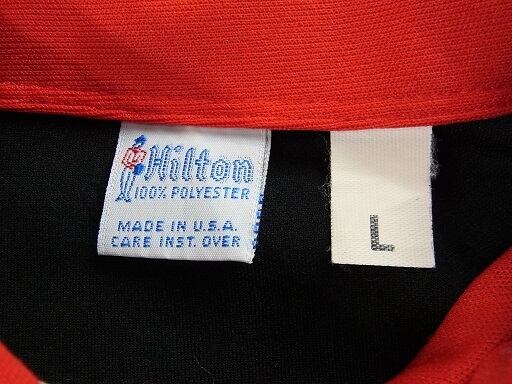 Hilton
100% POLYESTER
MADE IN U.S.A.
CARE INST. OVER
L